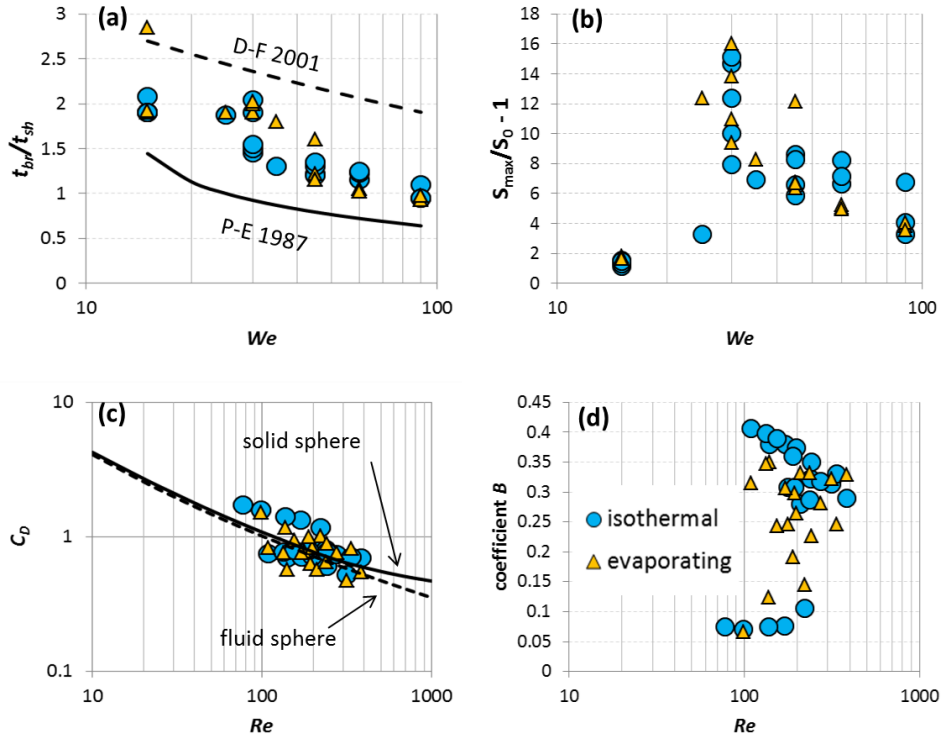 (a)
3
2.5
2
1.5
1
0.5
0
t_br/t_sh
D-F 2001
P-E 1987
10
100
We
(b)
18
16
14
12
10
8
6
4
2
0
S_max/S_0 - 1
10
100
We
(c)
10
1
0.1
C_D
solid sphere
fluid sphere
10
100
1000
Re
(d)
0.45
0.4
0.35
0.3
0.25
0.2
0.15
0.1
0.05
0
coefficient B
isothermal
evaporating
10
100
1000
Re